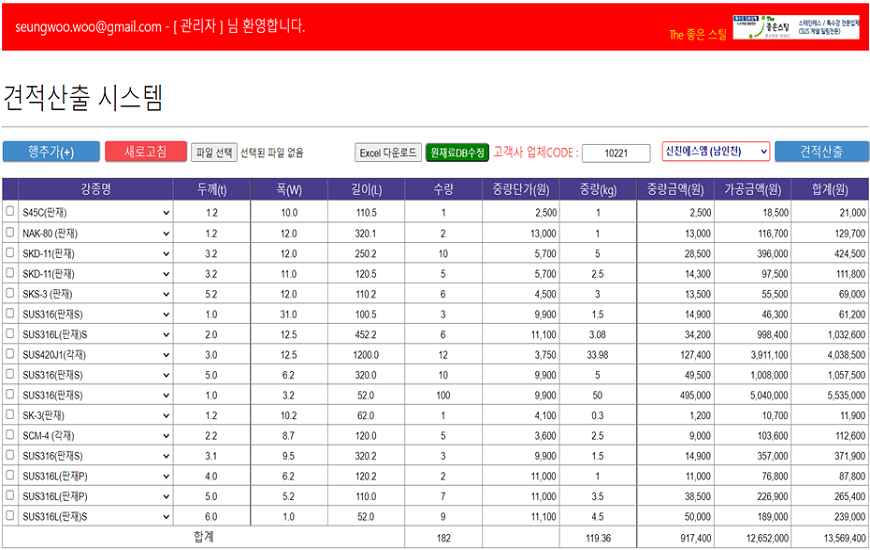 seungwoo.woo@gmail.com - [ 관리자 ] 님 환영합니다.
The 좋은 스틸
The 좋은스틸
스테인레스 / 특수강 전문업체
견적산출 시스템
행추가(+) 새로고침 파일 선택 선택된 파일 없음 Excel 다운로드 원재료DB수정 고객사 업체CODE : 10221 신진에스엠 (남인천) 견적산출
강종명 두께(t) 폭(W) 길이(L) 수량 중량단가(원) 중량(kg) 중량금액(원) 가공금액(원) 합계(원)
S45C(판재) 1.2 10.0 110.5 1 2,500 1 2,500 18,500 21,000
NAK-80 (판재) 1.2 12.0 320.1 2 13,000 1 13,000 116,700 129,700
SKD-11(판재) 3.2 12.0 250.2 10 5,700 5 28,500 396,000 424,500
SKD-11(판재) 3.2 11.0 120.5 5 5,700 2.5 14,300 97,500 111,800
SKS-3 (판재) 5.2 12.0 110.2 6 4,500 3 13,500 55,500 69,000
SUS316(판재S) 1.0 31.0 100.5 3 9,900 1.5 14,900 46,300 61,200
SUS316L(판재)S 2.0 12.5 452.2 6 11,100 3.08 34,200 998,400 1,032,600
SUS420J1(각재) 3.0 12.5 1200.0 12 3,750 33.98 127,400 3,911,100 4,038,500
SUS316(판재S) 5.0 6.2 320.0 10 9,900 5 49,500 1,008,000 1,057,500
SUS316(판재S) 1.0 3.2 52.0 100 9,900 50 495,000 5,040,000 5,535,000
SK-3(판재) 1.2 10.2 62.0 1 4,100 0.3 1,200 10,700 11,900
SCM-4 (각재) 2.2 8.7 120.0 5 3,600 2.5 9,000 103,600 112,600
SUS316(판재S) 3.1 9.5 320.2 3 9,900 1.5 14,900 357,000 371,900
SUS316L(판재P) 4.0 6.2 120.2 2 11,000 1 11,000 76,800 87,800
SUS316L(판재P) 5.0 5.2 110.0 7 11,000 3.5 38,500 226,900 265,400
SUS316L(판재)S 6.0 1.0 52.0 9 11,100 4.5 50,000 189,000 239,000
합계 182 119.36 917,400 12,652,000 13,569,400